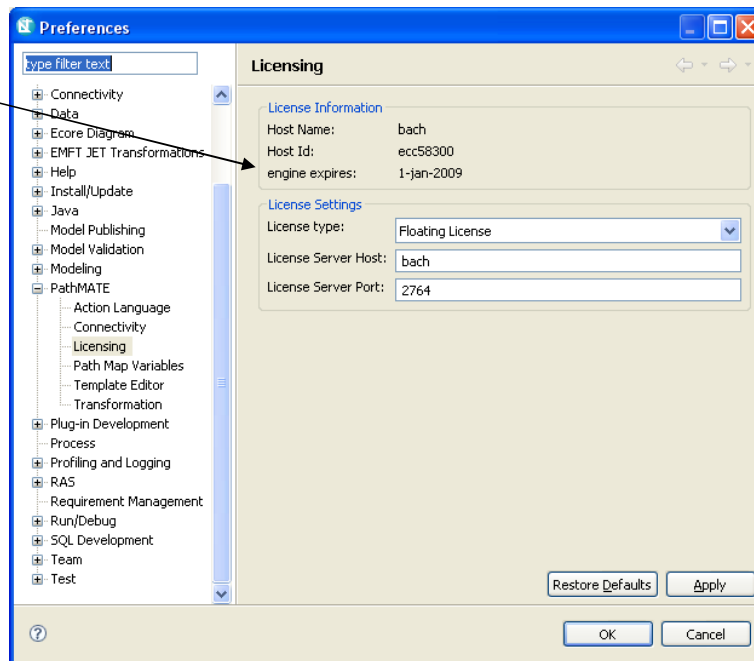 Preferences
type filter text
Connectivity
Data
Ecore Diagram
EMFT JET Transformations
Help
Install/Update
Java
Model Publishing
Model Validation
Modeling
PathMATE
Action Language
Connectivity
Licensing
Path Map Variables
Template Editor
Transformation
Plug-in Development
Process
Profiling and Logging
RAS
Requirement Management
Run/Debug
SQL Development
Team
Test
Licensing
License Information
Host Name: bach
Host Id: ecc58300
engine expires: 1-jan-2009
License Settings
License type: Floating License
License Server Host: bach
License Server Port: 2764
Restore Defaults Apply
OK Cancel